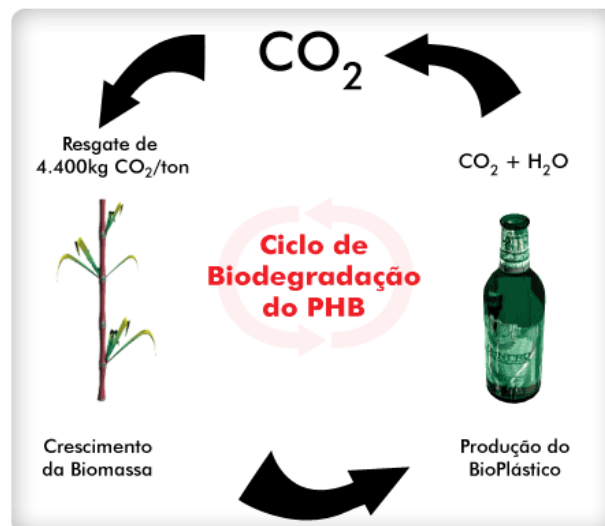 CO₂
Resgate de
4.400kg CO₂/ton
CO₂ + H₂O
Ciclo de
Biodegradação
do PHB
Crescimento
da Biomassa
Produção do
BioPlástico